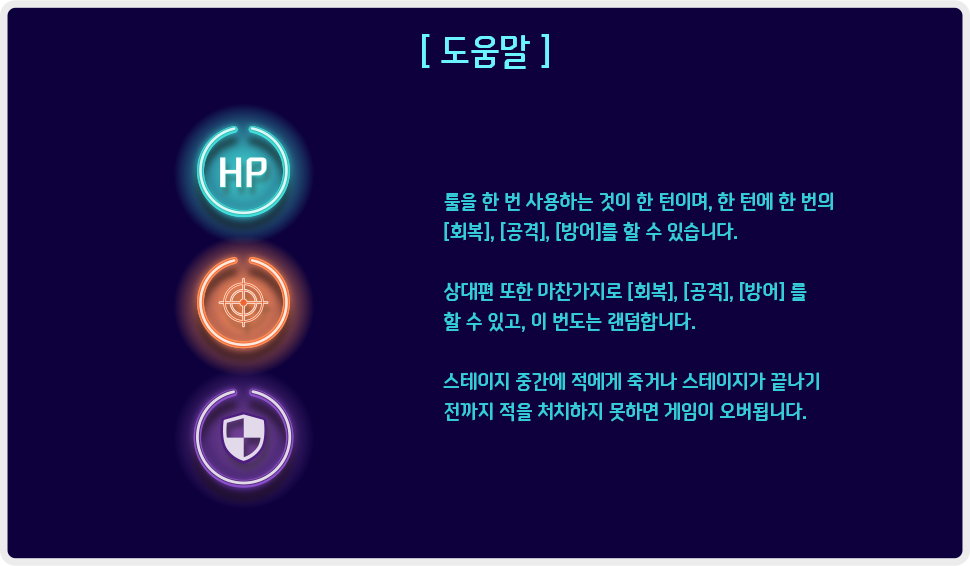 [ 도움말 ]
HP
툴을 한 번 사용하는 것이 한 턴이며, 한 턴에 한 번의
[회복], [공격], [방어]를 할 수 있습니다.
상대편 또한 마찬가지로 [회복], [공격], [방어] 를
할 수 있고, 이 빈도는 랜덤합니다.
스테이지 중간에 적에게 죽거나 스테이지가 끝나기
전까지 적을 처치하지 못하면 게임이 오버됩니다.